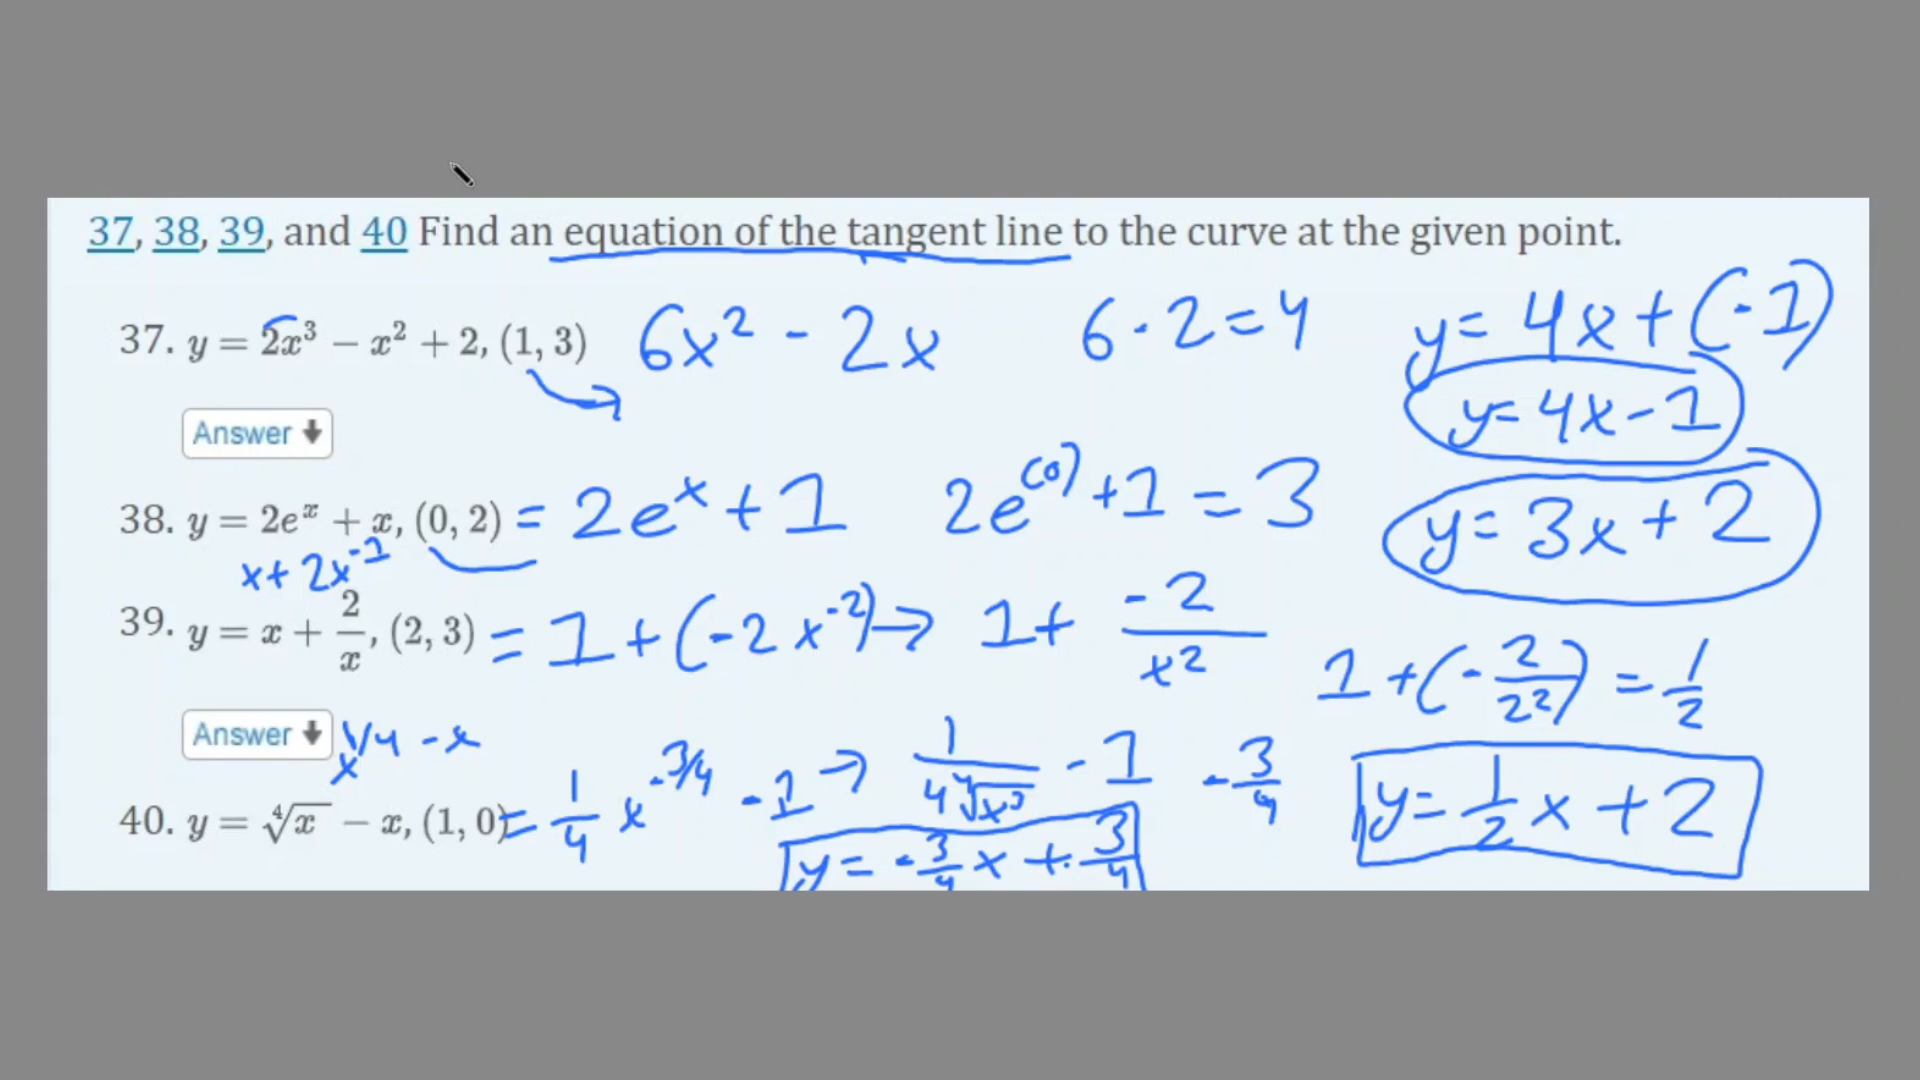 37, 38, 39, and 40 Find an equation of the tangent line to the curve at the given point.
37. y = 2x³ − x² + 2, (1, 3) 6x² - 2x 6 · 2 = 4 y = 4x + (-1)
Answer y = 4x - 1
38. y = 2eˣ + x, (0, 2) = 2eˣ + 1 2e⁽⁰⁾ + 1 = 3 y = 3x + 2
x + 2x⁻¹
39. y = x + 2/x, (2, 3) = 1 + (-2x⁻²) → 1 + -2/x² 1 + (-2/2²) = 1/2
Answer x^1/4 - x
40. y = ⁴√x − x, (1, 0) = 1/4 x^-3/4 - 1 → 1/(4 ⁴√x³) - 1 -3/4 y = 1/2 x + 2
y = -3/4 x + 3/4